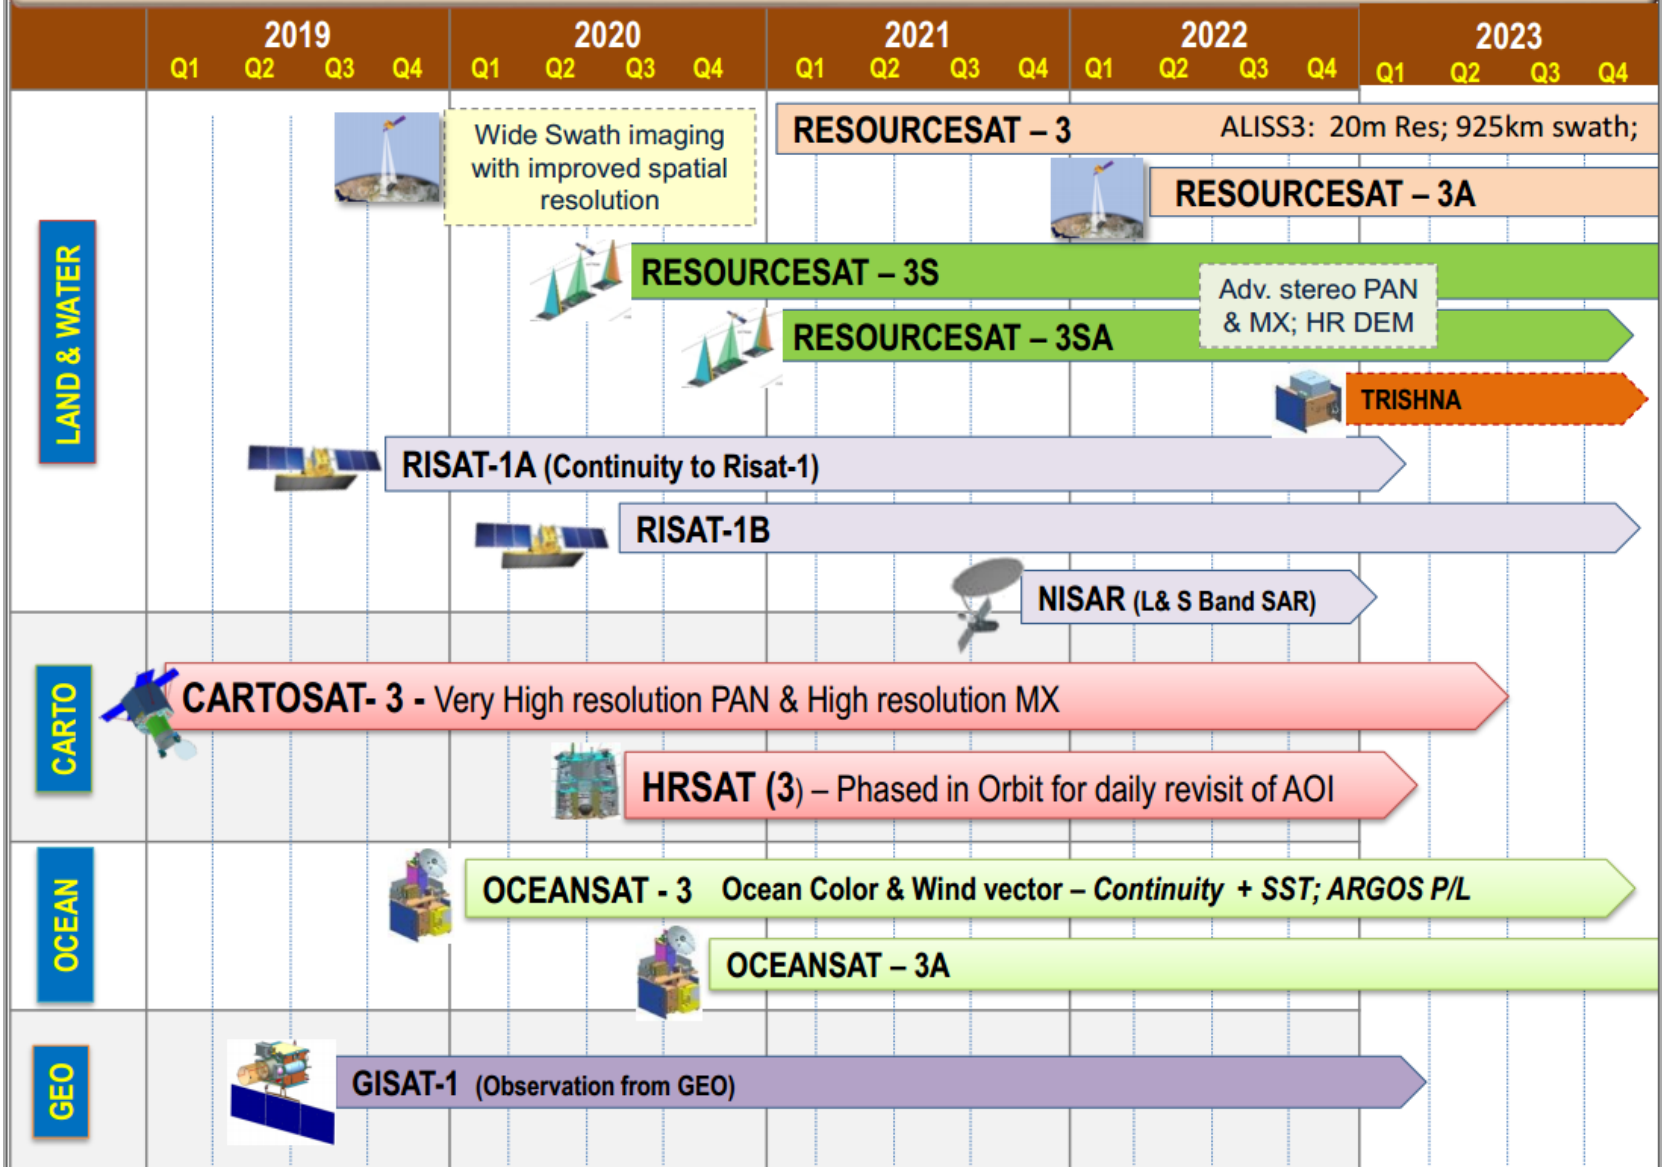 2019 2020 2021 2022 2023
Q1 Q2 Q3 Q4 Q1 Q2 Q3 Q4 Q1 Q2 Q3 Q4 Q1 Q2 Q3 Q4 Q1 Q2 Q3 Q4
LAND & WATER
Wide Swath imaging
with improved spatial
resolution
RESOURCESAT – 3 ALISS3: 20m Res; 925km swath;
RESOURCESAT – 3A
RESOURCESAT – 3S
Adv. stereo PAN
& MX; HR DEM
RESOURCESAT – 3SA
TRISHNA
RISAT-1A (Continuity to Risat-1)
RISAT-1B
NISAR (L& S Band SAR)
CARTO
CARTOSAT- 3 - Very High resolution PAN & High resolution MX
HRSAT (3) – Phased in Orbit for daily revisit of AOI
OCEAN
OCEANSAT - 3 Ocean Color & Wind vector – Continuity + SST; ARGOS P/L
OCEANSAT – 3A
GEO
GISAT-1 (Observation from GEO)